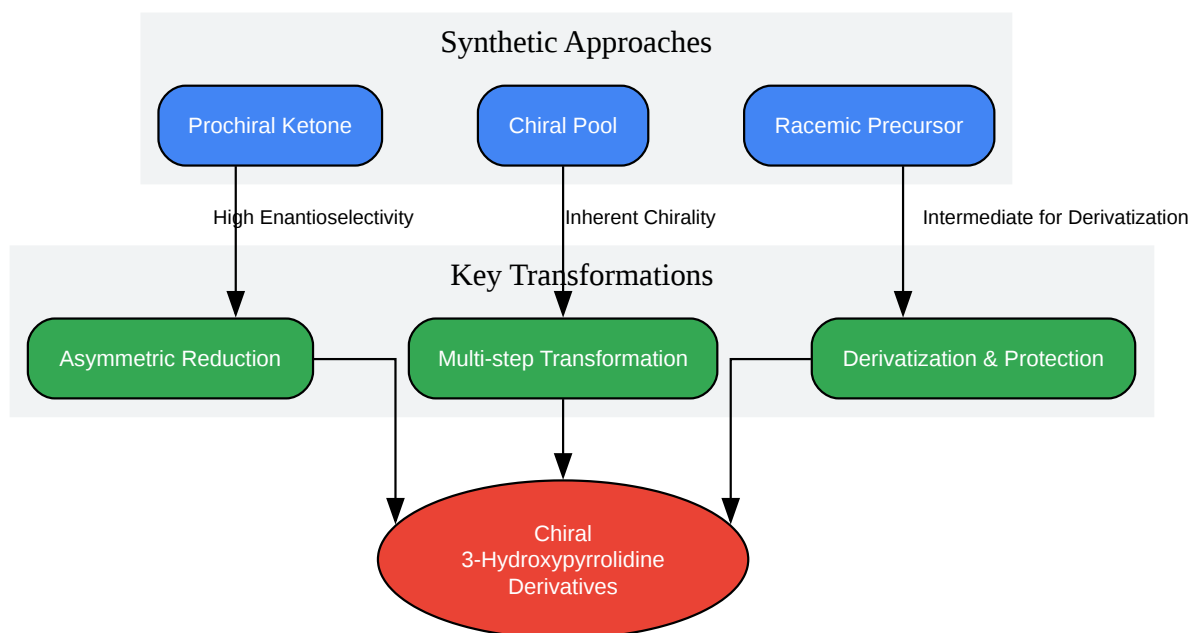 Synthetic Approaches
Prochiral Ketone
Chiral Pool
Racemic Precursor
High Enantioselectivity
Inherent Chirality
Intermediate for Derivatization
Key Transformations
Asymmetric Reduction
Multi-step Transformation
Derivatization & Protection
Chiral
3-Hydroxypyrrolidine
Derivatives